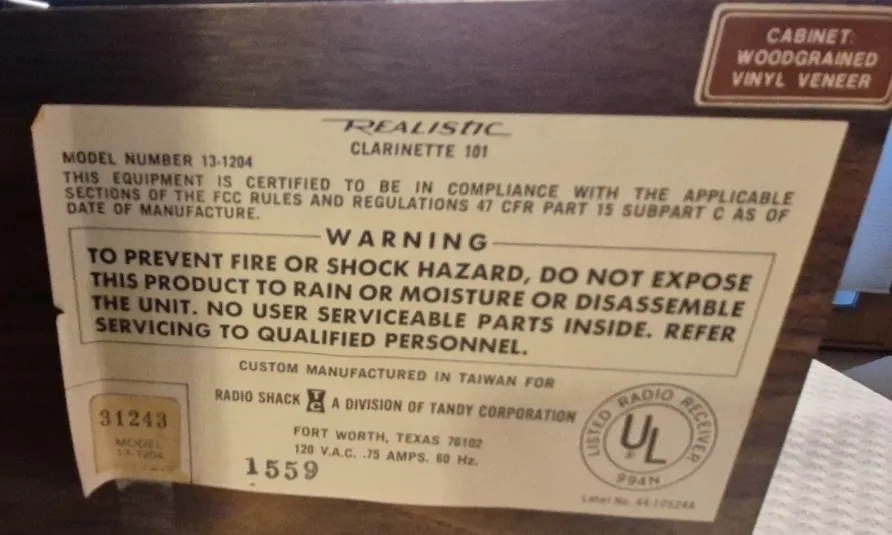 CABINET:
WOODGRAINED
VINYL VENEER
REALISTIC
CLARINETTE 101
MODEL NUMBER 13-1204
THIS EQUIPMENT IS CERTIFIED TO BE IN COMPLIANCE WITH THE APPLICABLE
SECTIONS OF THE FCC RULES AND REGULATIONS 47 CFR PART 15 SUBPART C AS OF
DATE OF MANUFACTURE.
WARNING
TO PREVENT FIRE OR SHOCK HAZARD, DO NOT EXPOSE
THIS PRODUCT TO RAIN OR MOISTURE OR DISASSEMBLE
THE UNIT. NO USER SERVICEABLE PARTS INSIDE. REFER
SERVICING TO QUALIFIED PERSONNEL.
CUSTOM MANUFACTURED IN TAIWAN FOR
RADIO SHACK TC A DIVISION OF TANDY CORPORATION
FORT WORTH, TEXAS 76102
120 V.A.C. .75 AMPS. 60 Hz.
1559
31243
MODEL
13-1204
LISTED RADIO RECEIVER
UL
®
994N
Label No.